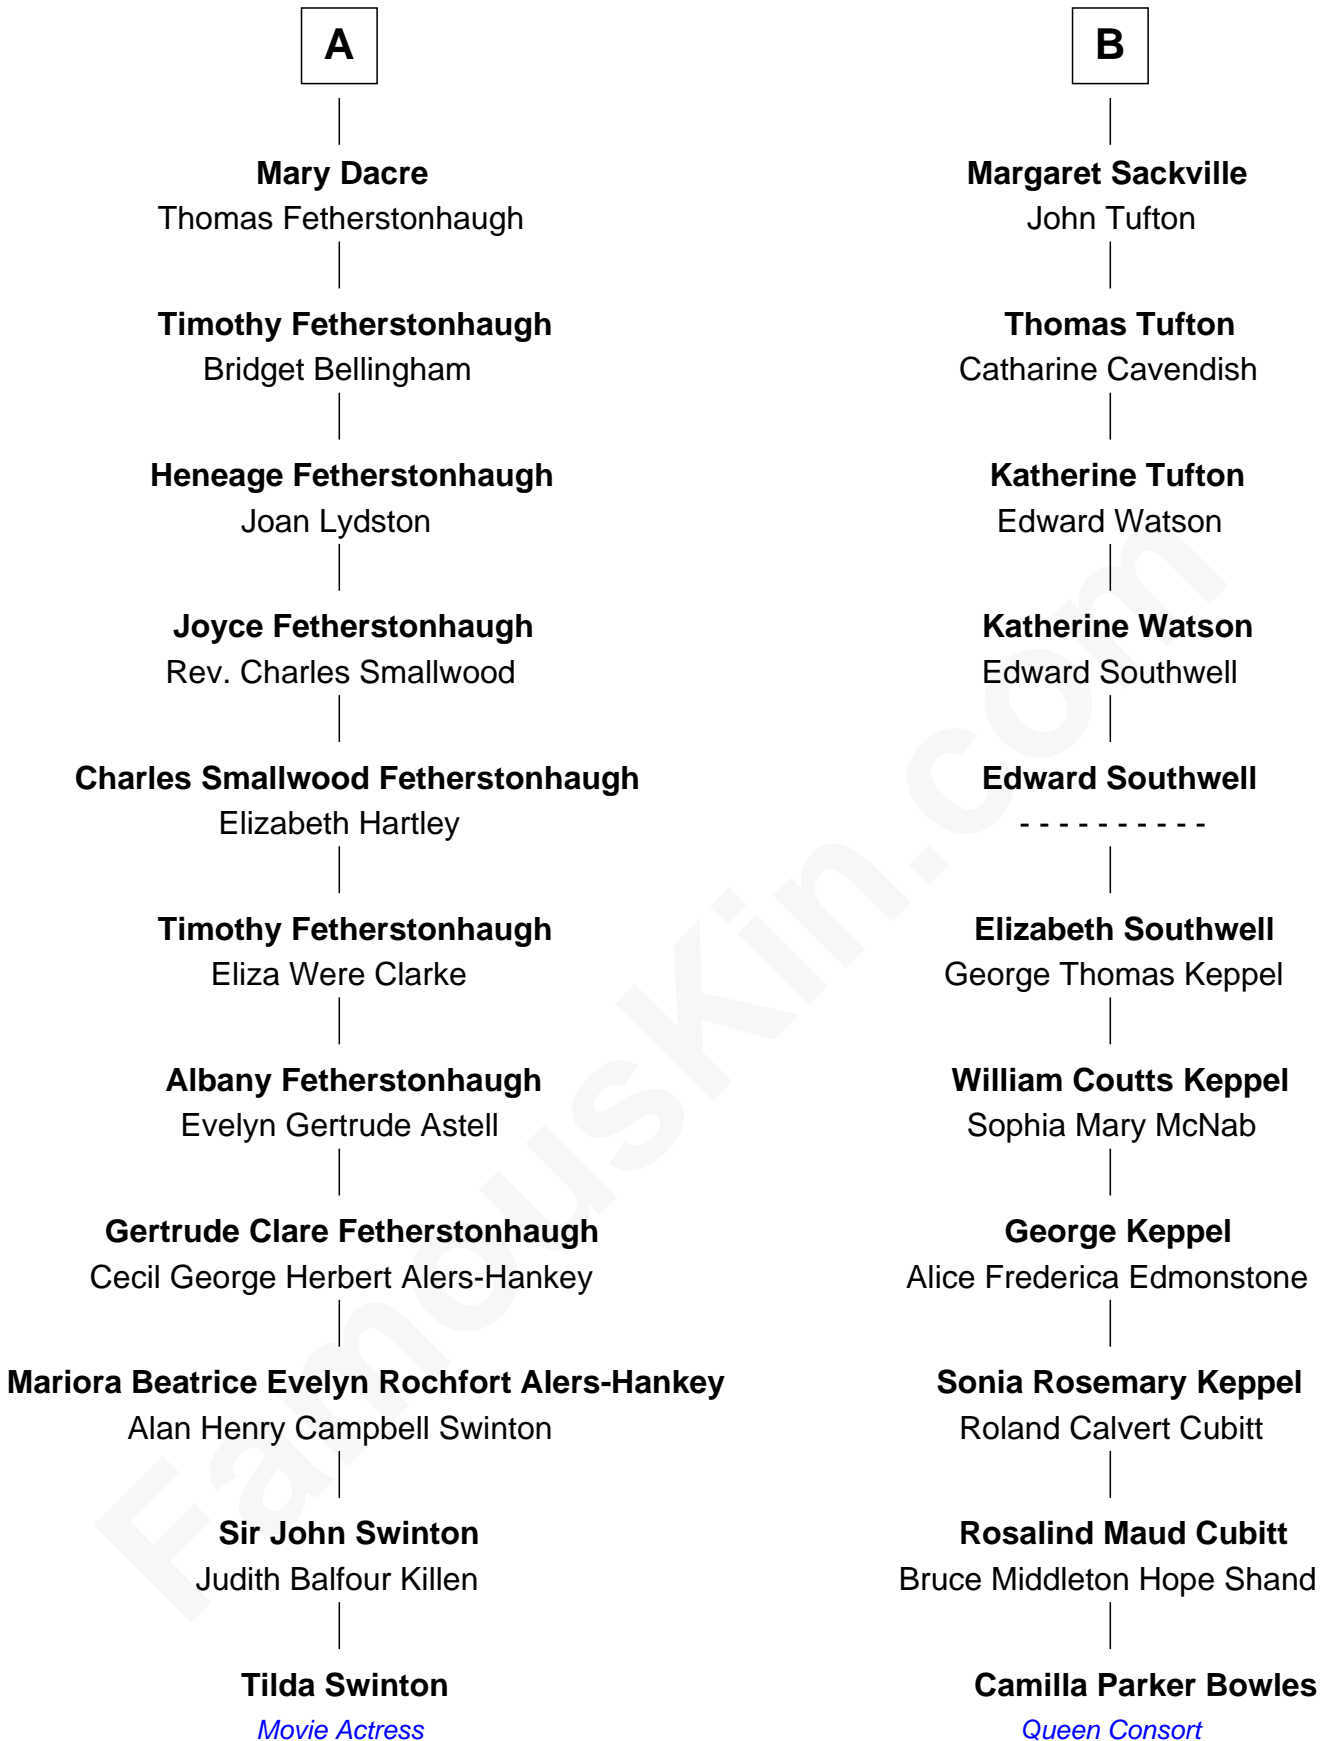 A
B
Mary Dacre
Thomas Fetherstonhaugh
Margaret Sackville
John Tufton
Timothy Fetherstonhaugh
Bridget Bellingham
Thomas Tufton
Catharine Cavendish
Heneage Fetherstonhaugh
Joan Lydston
Katherine Tufton
Edward Watson
Joyce Fetherstonhaugh
Rev. Charles Smallwood
Katherine Watson
Edward Southwell
Charles Smallwood Fetherstonhaugh
Elizabeth Hartley
Edward Southwell
- - - - - - - - - -
Timothy Fetherstonhaugh
Eliza Were Clarke
Elizabeth Southwell
George Thomas Keppel
Albany Fetherstonhaugh
Evelyn Gertrude Astell
William Coutts Keppel
Sophia Mary McNab
Gertrude Clare Fetherstonhaugh
Cecil George Herbert Alers-Hankey
George Keppel
Alice Frederica Edmonstone
Mariora Beatrice Evelyn Rochfort Alers-Hankey
Alan Henry Campbell Swinton
Sonia Rosemary Keppel
Roland Calvert Cubitt
Sir John Swinton
Judith Balfour Killen
Rosalind Maud Cubitt
Bruce Middleton Hope Shand
Tilda Swinton
Movie Actress
Camilla Parker Bowles
Queen Consort
FamousKin.com